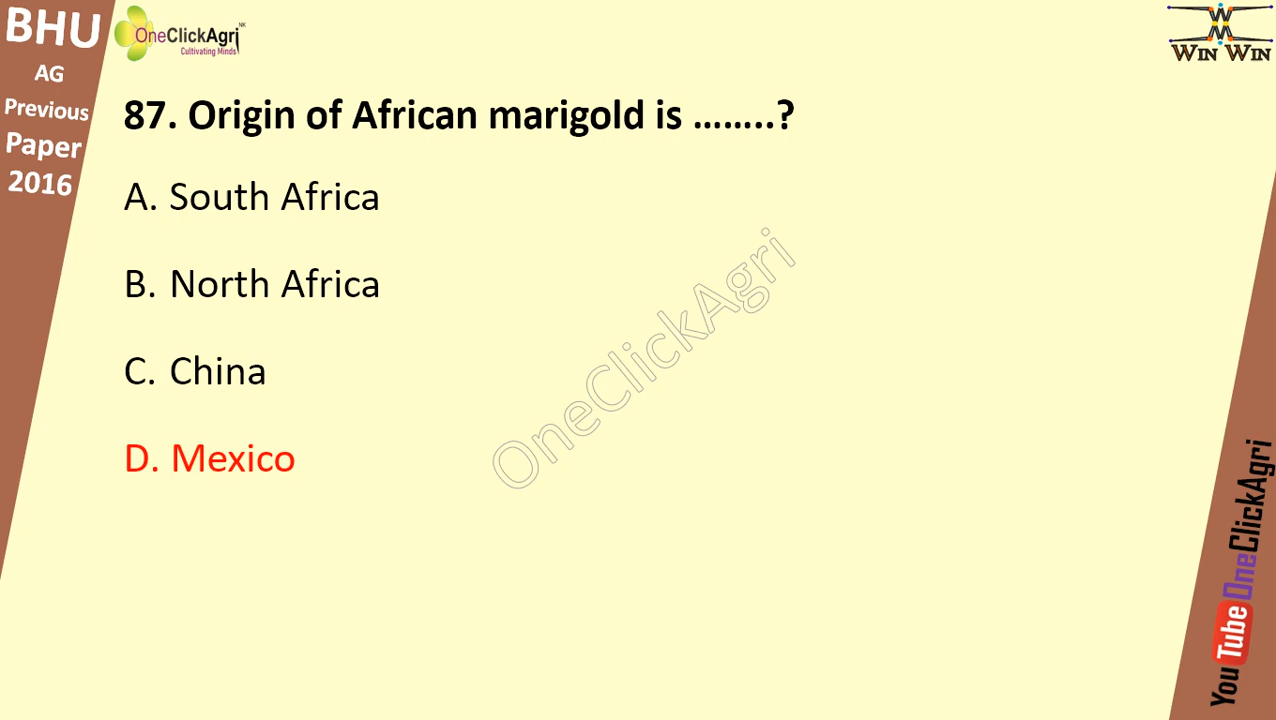 BHU
AG
Previous
Paper
2016
OneClickAgri NK
Cultivating Minds
WIN WIN
87. Origin of African marigold is ........?
A. South Africa
B. North Africa
C. China
D. Mexico
OneClickAgri
YouTube OneClickAgri